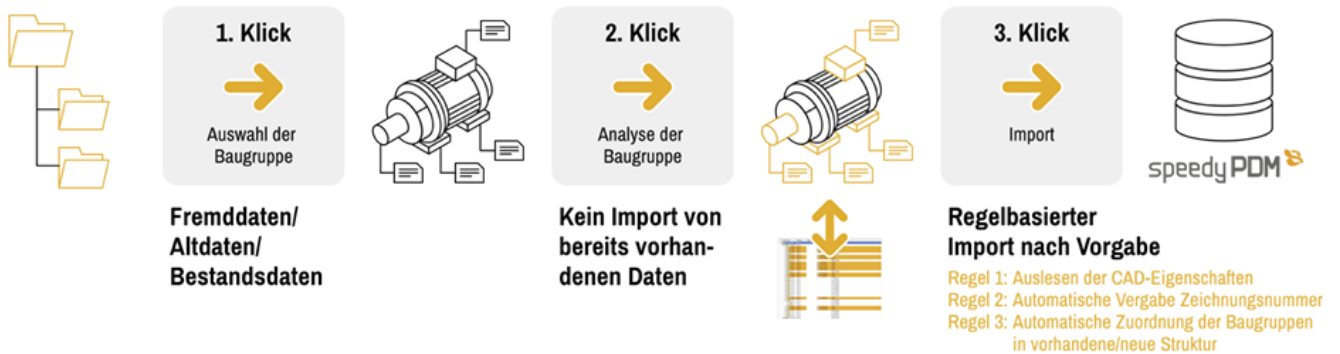 1. Klick
Auswahl der
Baugruppe
Fremddaten/
Altdaten/
Bestandsdaten
2. Klick
Analyse der
Baugruppe
Kein Import von
bereits vorhan-
denen Daten
3. Klick
Import
speedyPDM
Regelbasierter
Import nach Vorgabe
Regel 1: Auslesen der CAD-Eigenschaften
Regel 2: Automatische Vergabe Zeichnungsnummer
Regel 3: Automatische Zuordnung der Baugruppen
in vorhandene/neue Struktur